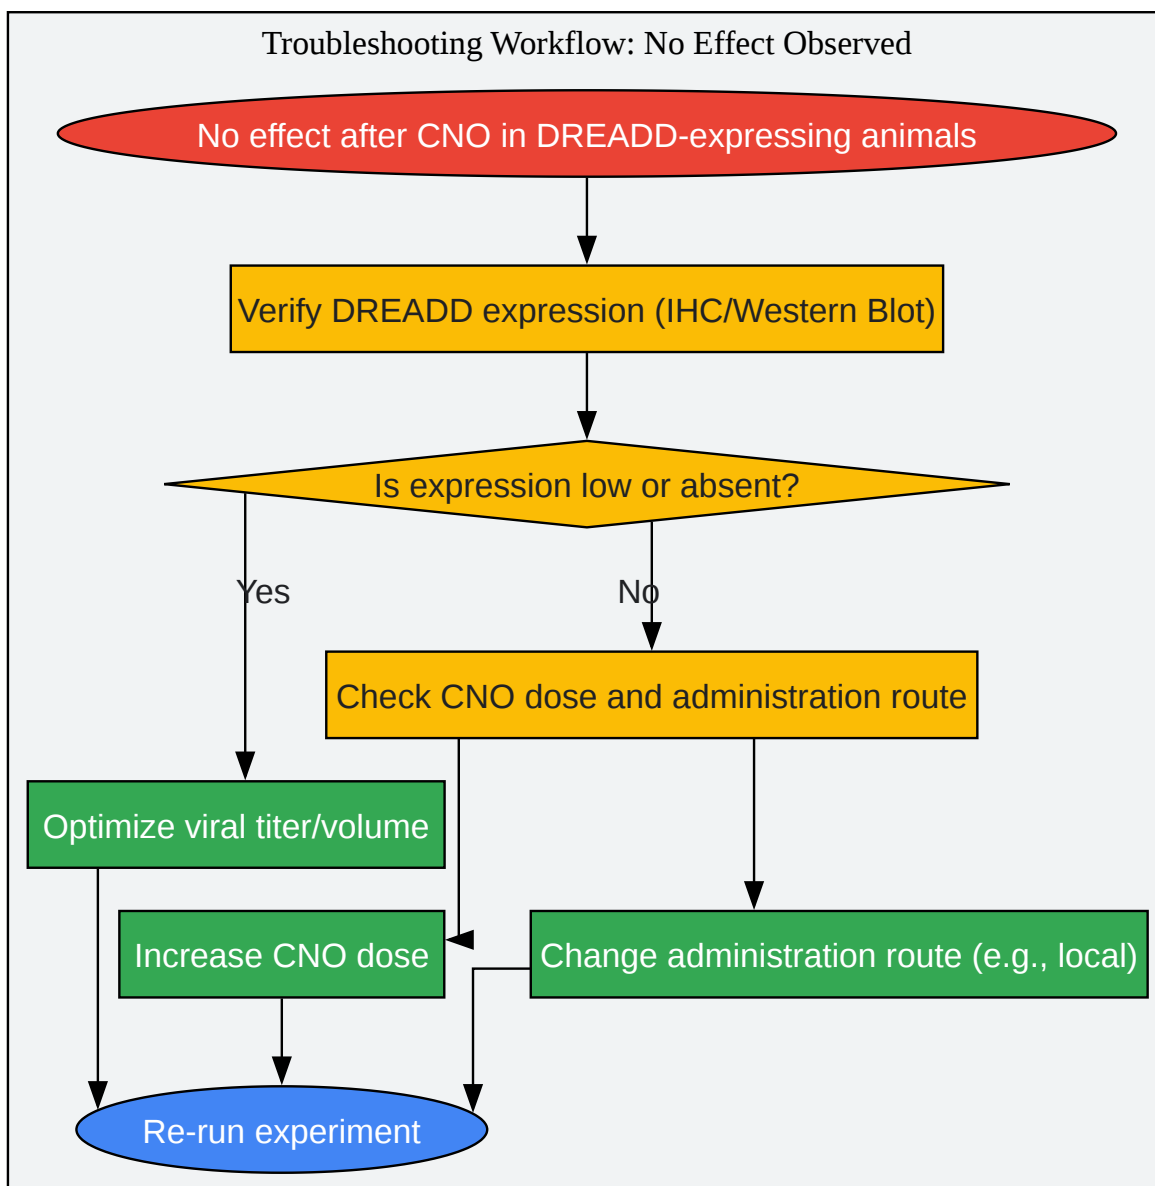 Troubleshooting Workflow: No Effect Observed
No effect after CNO in DREADD-expressing animals
Verify DREADD expression (IHC/Western Blot)
Is expression low or absent?
Yes
No
Check CNO dose and administration route
Optimize viral titer/volume
Increase CNO dose
Change administration route (e.g., local)
Re-run experiment